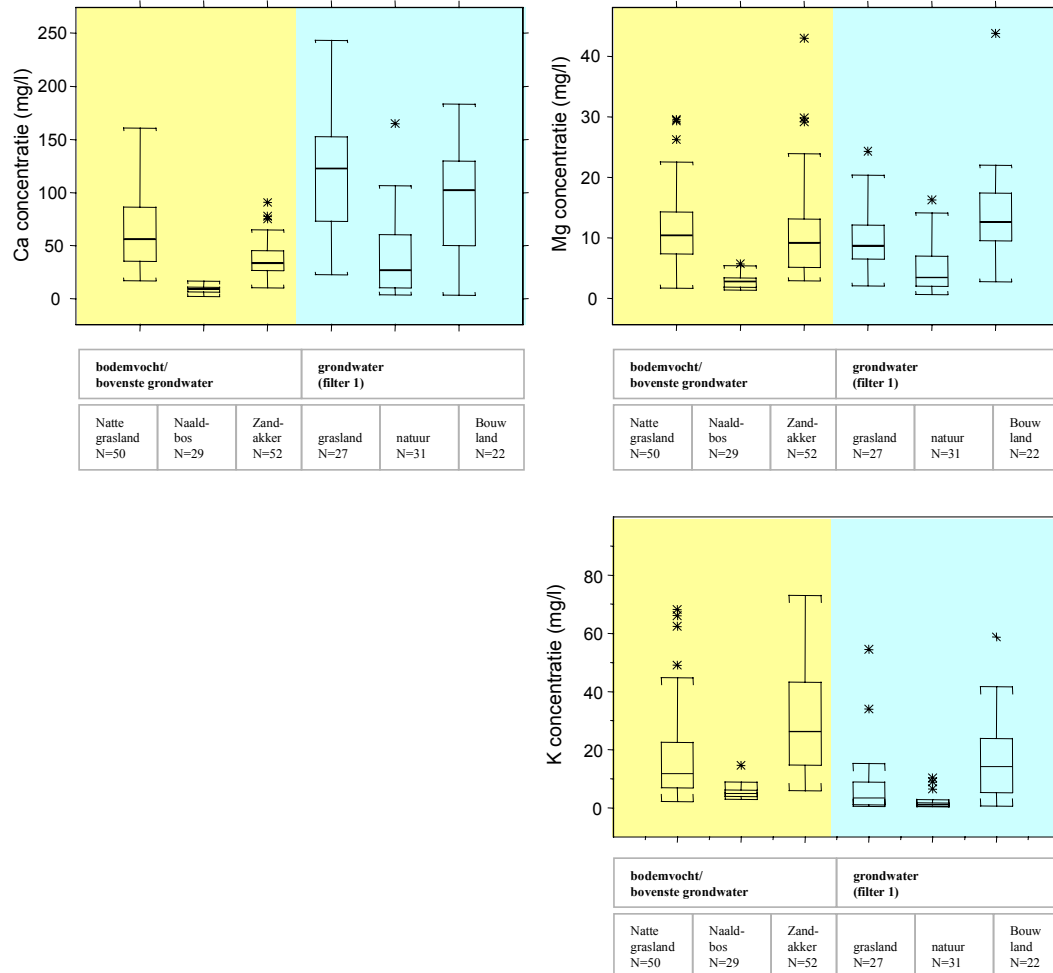 Ca concentratie (mg/l)
250
200
150
100
50
0
bodemvocht/
bovenste grondwater
grondwater
(filter 1)
Natte
grasland
N=50
Naald-
bos
N=29
Zand-
akker
N=52
grasland
N=27
natuur
N=31
Bouw
land
N=22
Mg concentratie (mg/l)
40
30
20
10
0
bodemvocht/
bovenste grondwater
grondwater
(filter 1)
Natte
grasland
N=50
Naald-
bos
N=29
Zand-
akker
N=52
grasland
N=27
natuur
N=31
Bouw
land
N=22
K concentratie (mg/l)
80
60
40
20
0
bodemvocht/
bovenste grondwater
grondwater
(filter 1)
Natte
grasland
N=50
Naald-
bos
N=29
Zand-
akker
N=52
grasland
N=27
natuur
N=31
Bouw
land
N=22